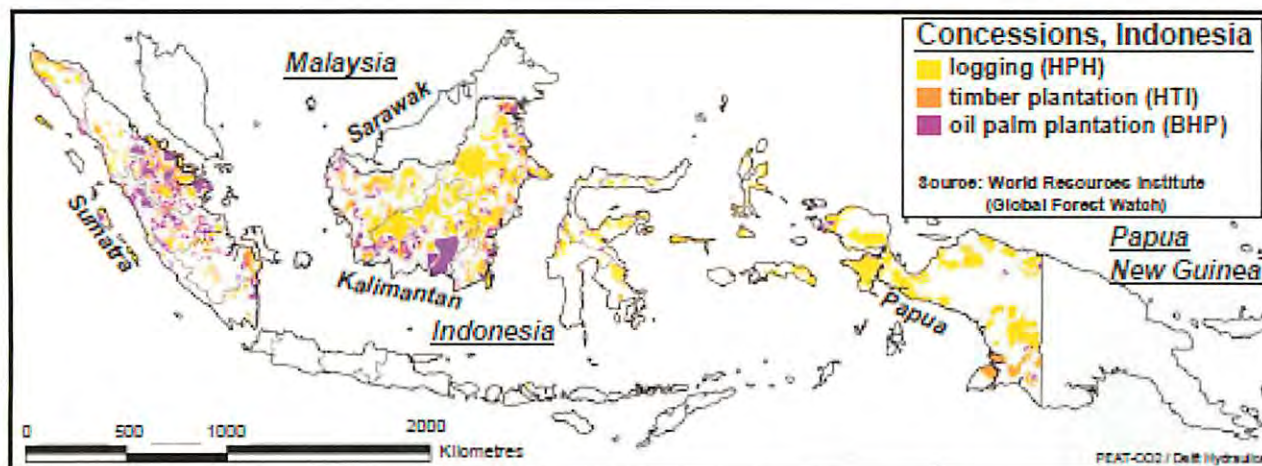 Concessions, Indonesia
logging (HPH)
timber plantation (HTI)
oil palm plantation (BHP)
Source: World Resources Institute
(Global Forest Watch)
Malaysia
Sarawak
Sumatra
Kalimantan
Indonesia
Papua
Papua
New Guinea
0 500 1000 2000
Kilometres
PEAT-CO2 / Delft Hydraulics